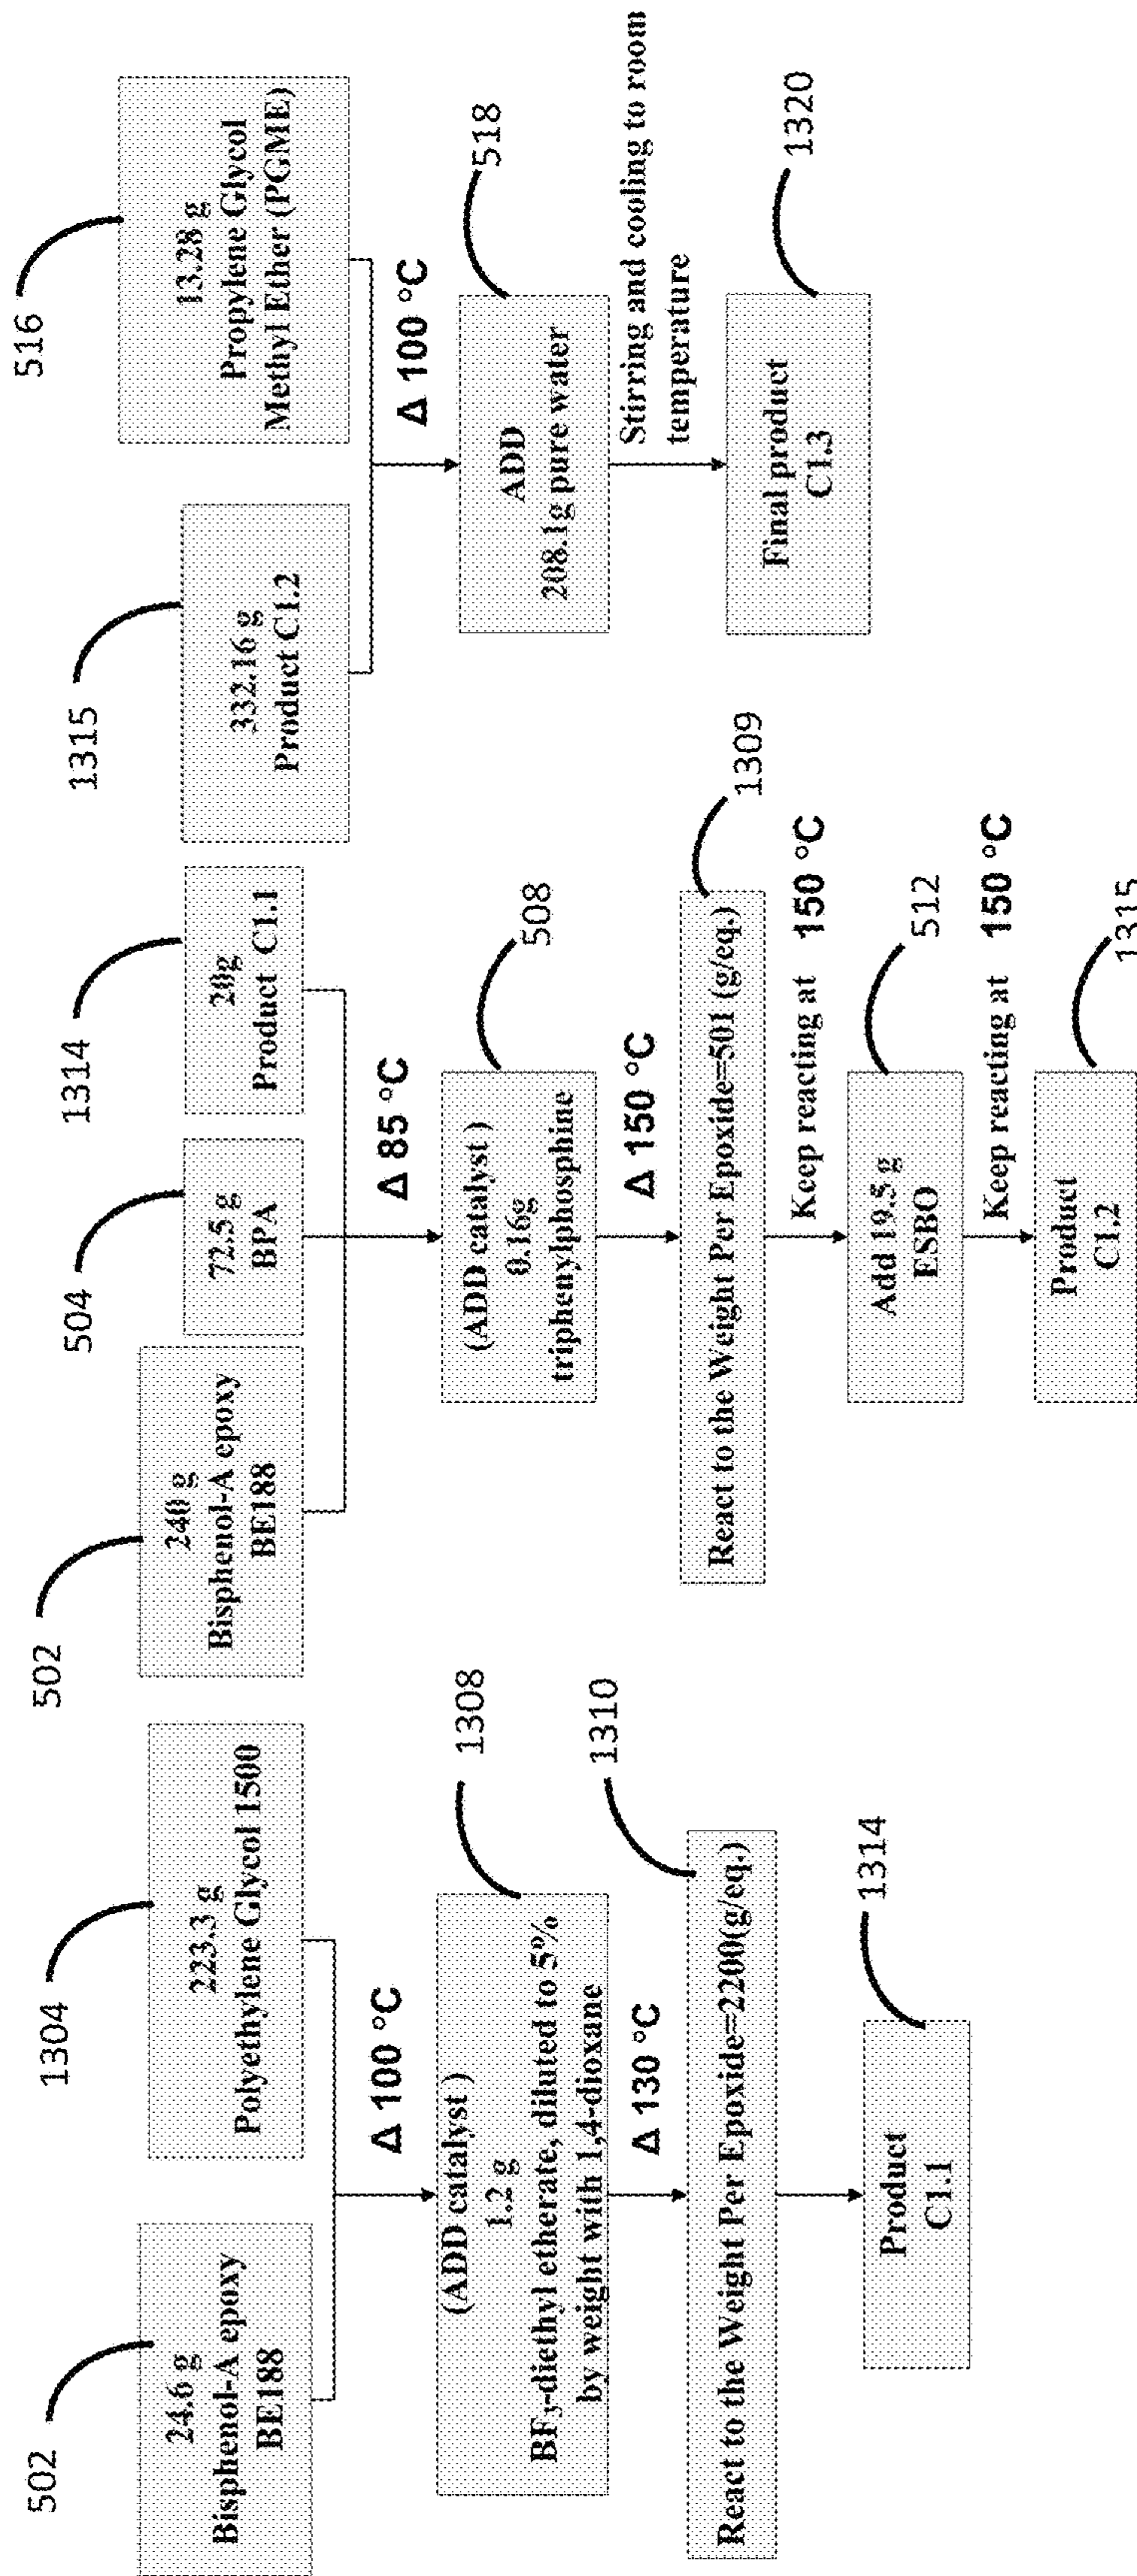 502
24.6 g
Bisphenol-A epoxy
BE188
1304
223.3 g
Polyethylene Glycol 1500
Δ 100 °C
1308
(ADD catalyst )
1.2 g
BF₃-diethyl etherate, diluted to 5%
by weight with 1,4-dioxane
Δ 130 °C
1310
React to the Weight Per Epoxide=2200(g/eq.)
1314
Product
C1.1
502
240 g
Bisphenol-A epoxy
BE188
504
72.5 g
BPA
1314
20g
Product C1.1
Δ 85 °C
508
(ADD catalyst )
0.16g
triphenylphosphine
Δ 150 °C
1309
React to the Weight Per Epoxide=501 (g/eq.)
Keep reacting at 150 °C
512
Add 19.5 g
ESBO
Keep reacting at 150 °C
1315
Product
C1.2
1315
332.16 g
Product C1.2
516
13.28 g
Propylene Glycol
Methyl Ether (PGME)
Δ 100 °C
518
ADD
208.1g pure water
Stirring and cooling to room
temperature
1320
Final product
C1.3